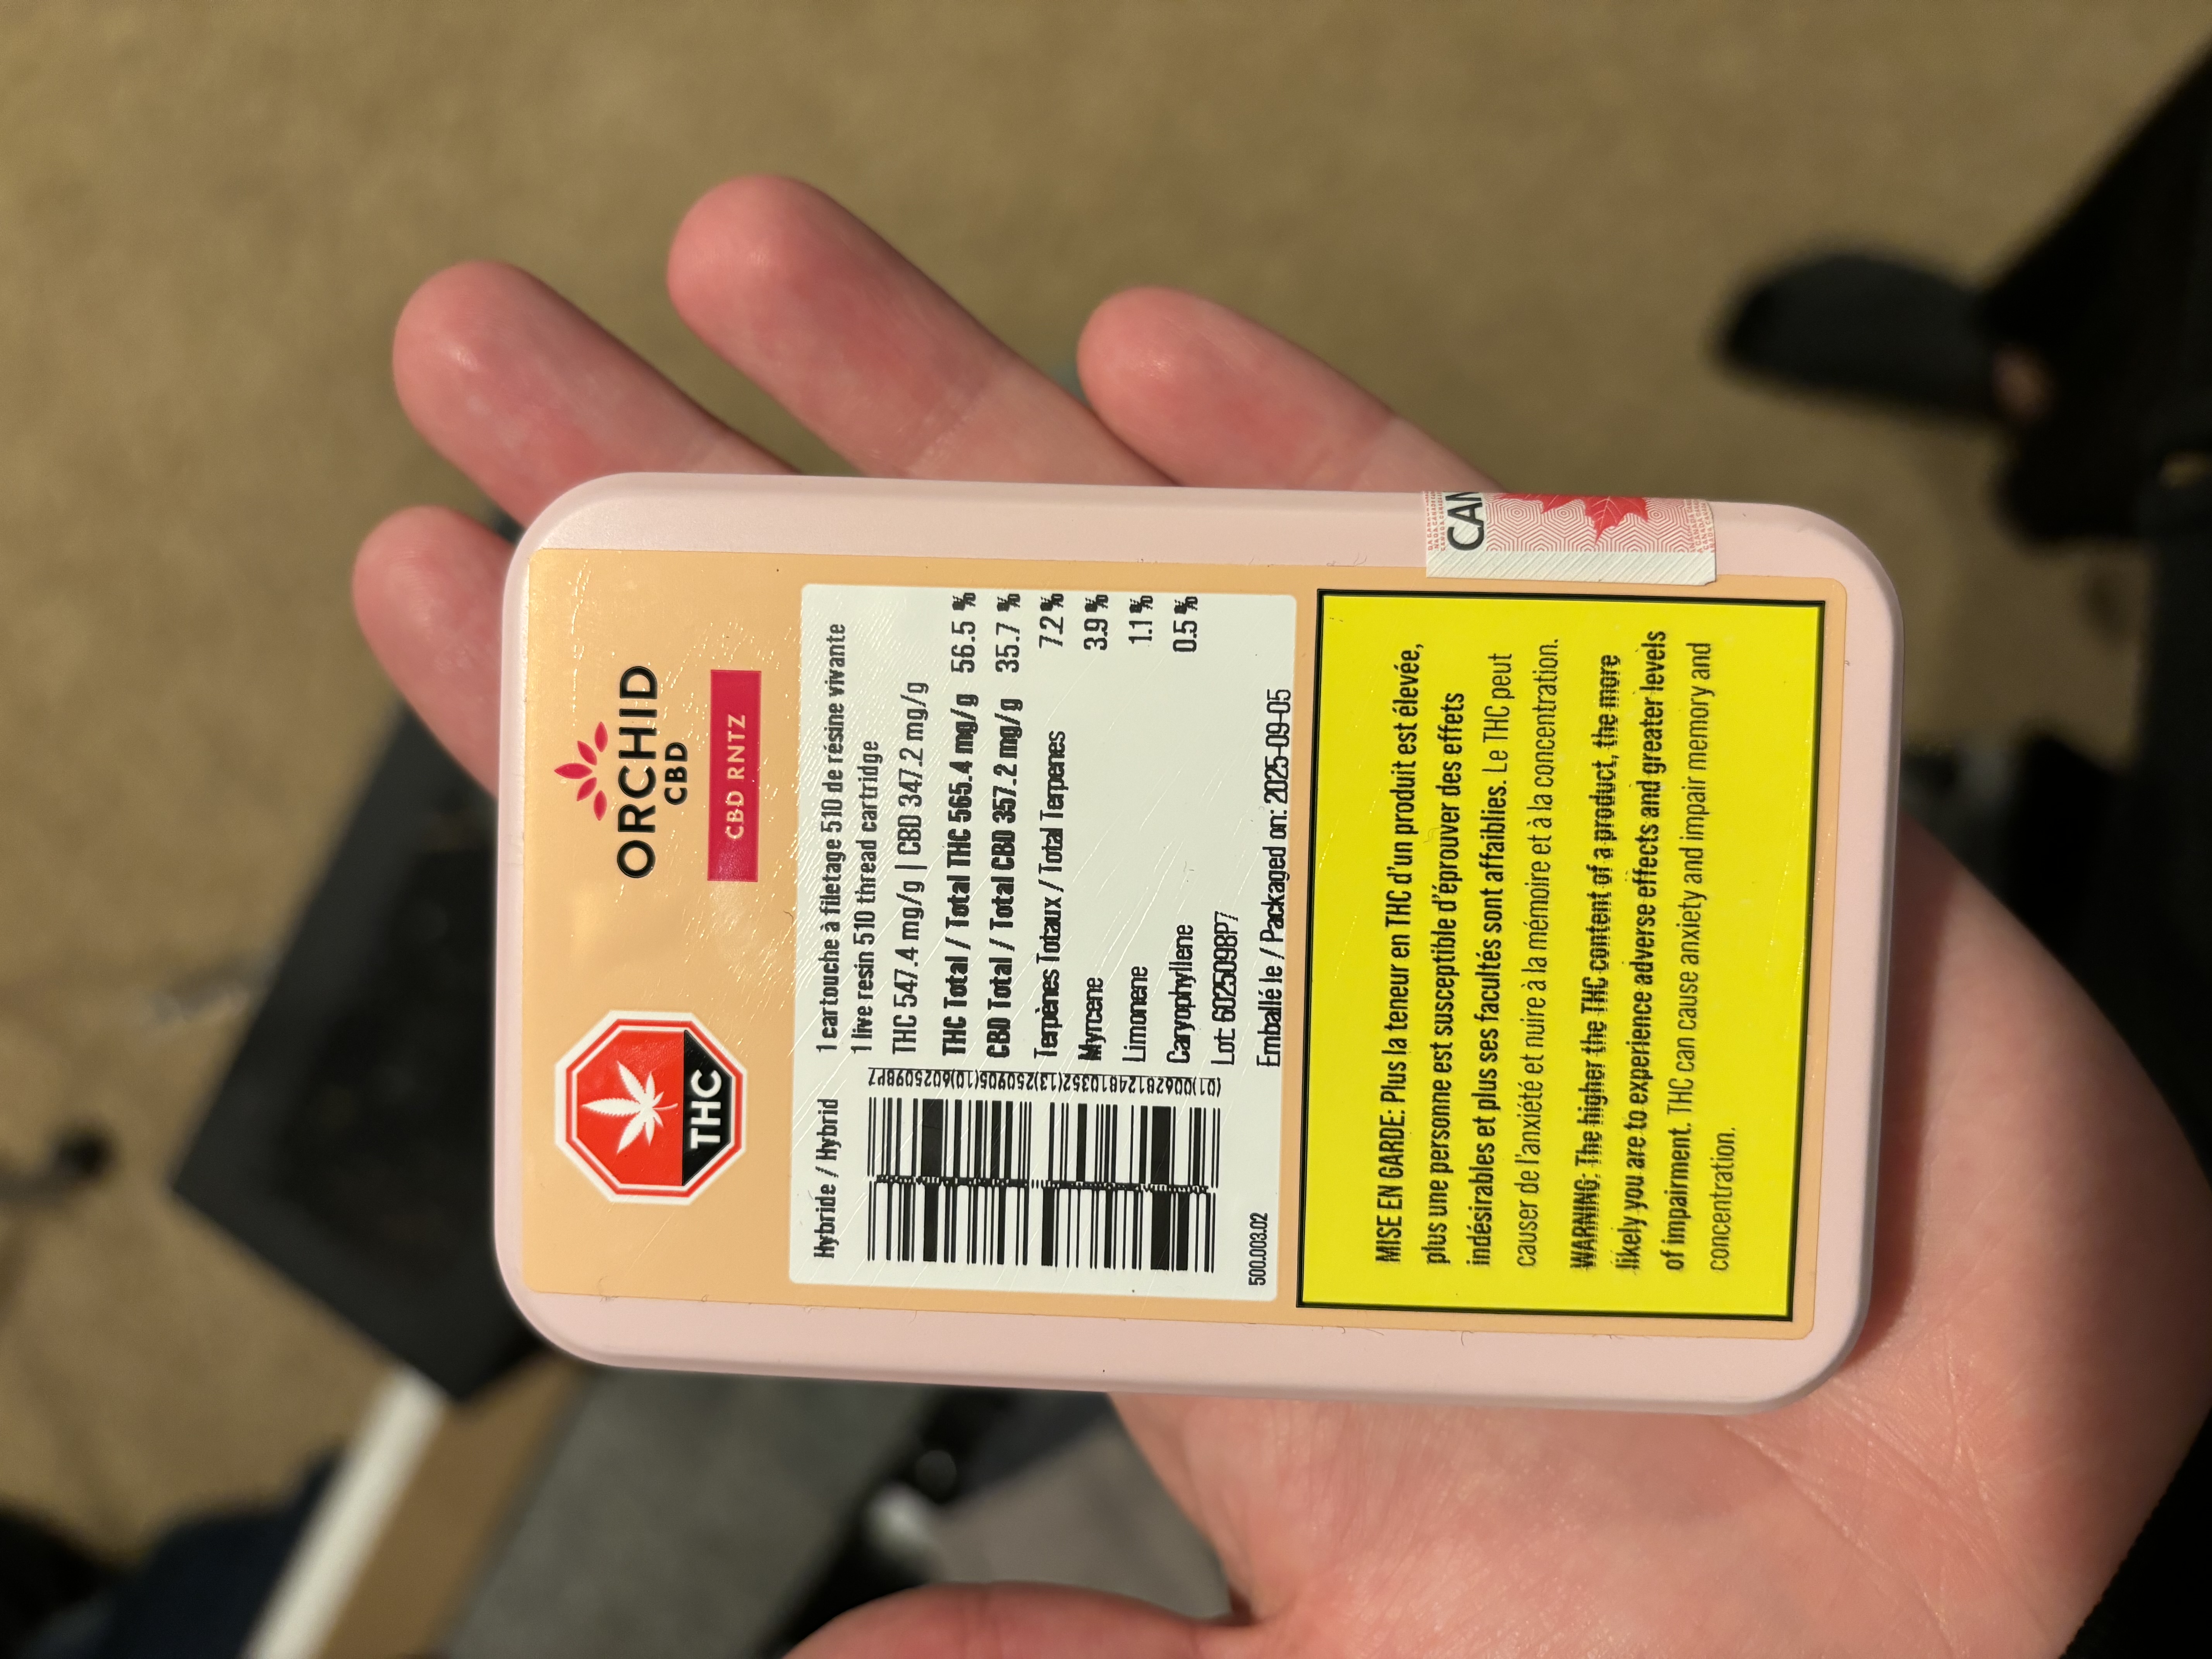 THC
ORCHID
CBD
CBD RNTZ
Hybride / Hybrid
1 cartouche à filetage 510 de résine vivante
1 live resin 510 thread cartridge
THC 547.4 mg/g | CBD 347.2 mg/g
THC Total / Total THC 565.4 mg/g 56.5 %
CBD Total / Total CBD 357.2 mg/g 35.7 %
Terpènes Totaux / Total Terpenes 7.2 %
Myrcene 3.9 %
Limonene 1.1 %
Caryophyllene 0.5 %
Lot: 6025098P7
Emballé le / Packaged on: 2025-09-05
(01)00628124810352(13)250905(10)6025098P7
500.003.02
MISE EN GARDE: Plus la teneur en THC d'un produit est élevée,
plus une personne est susceptible d'éprouver des effets
indésirables et plus ses facultés sont affaiblies. Le THC peut
causer de l'anxiété et nuire à la mémoire et à la concentration.
WARNING: The higher the THC content of a product, the more
likely you are to experience adverse effects and greater levels
of impairment. THC can cause anxiety and impair memory and
concentration.
CAN